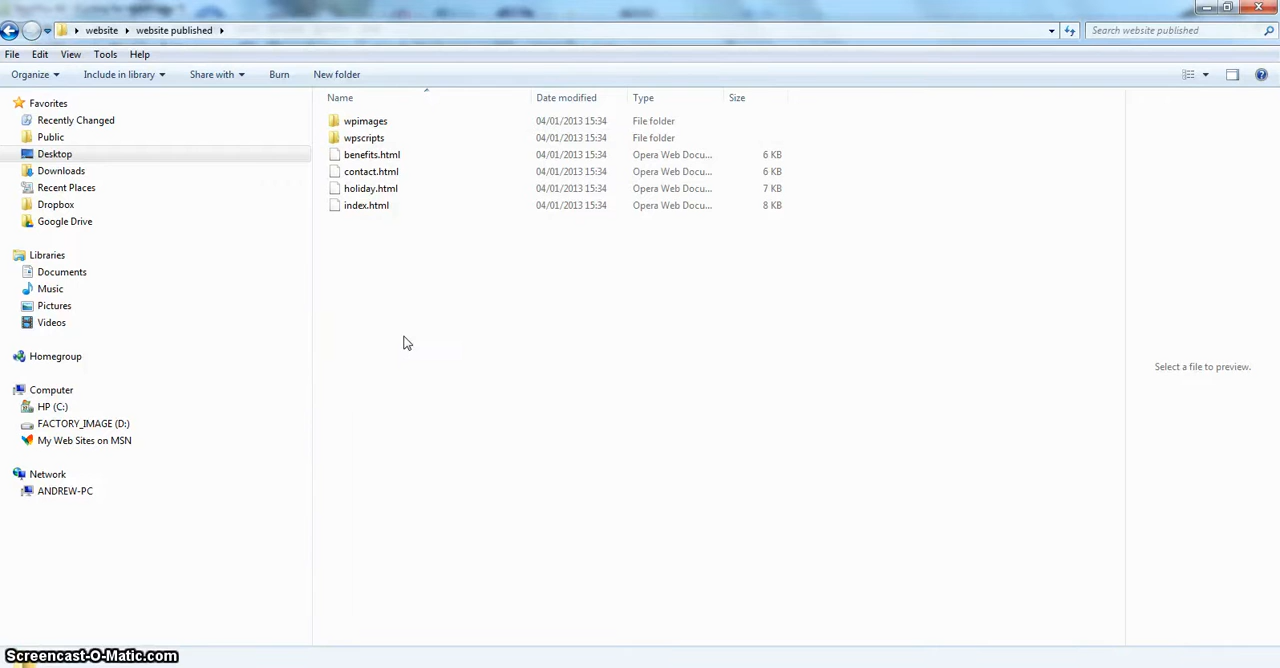 website ▸ website published ▸
Search website published
File Edit View Tools Help
Organize Include in library Share with Burn New folder
Name Date modified Type Size
Favorites
Recently Changed
Public
Desktop
Downloads
Recent Places
Dropbox
Google Drive
Libraries
Documents
Music
Pictures
Videos
Homegroup
Computer
HP (C:)
FACTORY_IMAGE (D:)
My Web Sites on MSN
Network
ANDREW-PC
wpimages 04/01/2013 15:34 File folder
wpscripts 04/01/2013 15:34 File folder
benefits.html 04/01/2013 15:34 Opera Web Docu... 6 KB
contact.html 04/01/2013 15:34 Opera Web Docu... 6 KB
holiday.html 04/01/2013 15:34 Opera Web Docu... 7 KB
index.html 04/01/2013 15:34 Opera Web Docu... 8 KB
Select a file to preview.
Screencast-O-Matic.com